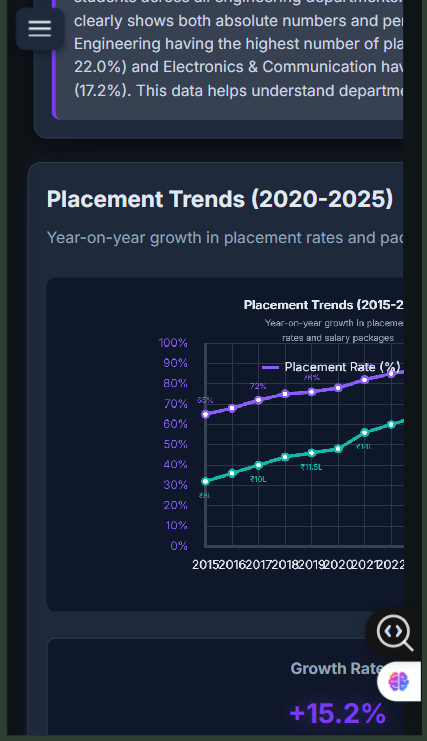 students across all engineering department
clearly shows both absolute numbers and per
Engineering having the highest number of pla
22.0%) and Electronics & Communication hav
(17.2%). This data helps understand departme
Placement Trends (2020-2025)
Year-on-year growth in placement rates and pac
Placement Trends (2015-2
Year-on-year growth in placeme
rates and salary packages
Placement Rate (%)
100%
90%
80%
70%
60%
50%
40%
30%
20%
10%
0%
65%
72%
76%
₹8L
₹10L
₹11.5L
₹14L
2015 2016 2017 2018 2019 2020 2021 2022
Growth Rate
+15.2%